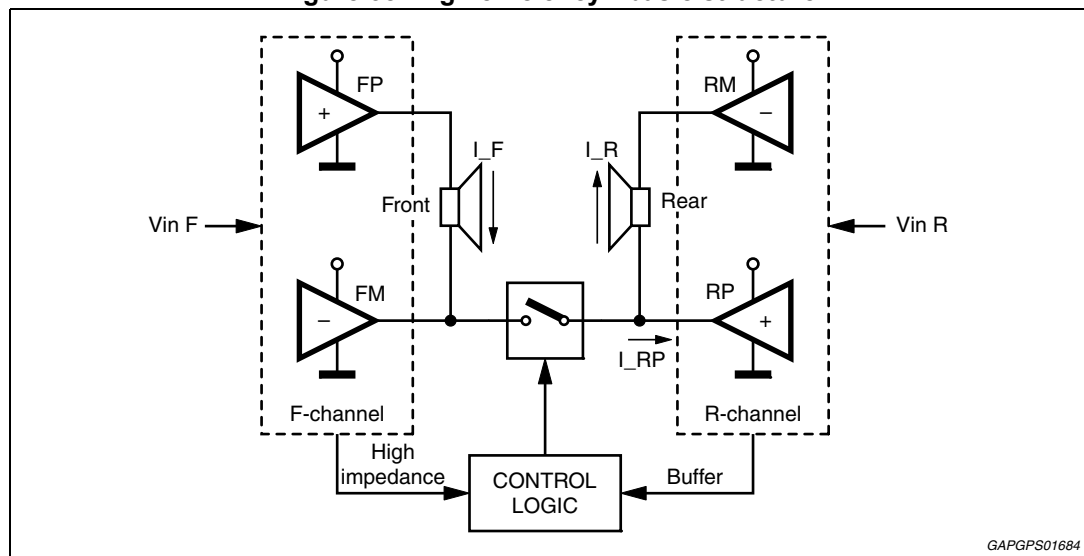 FP
RM
+
−
I_F
I_R
Front
Rear
Vin F
Vin R
FM
RP
−
+
I_RP
F-channel
R-channel
High
impedance
Buffer
CONTROL
LOGIC
GAPGPS01684